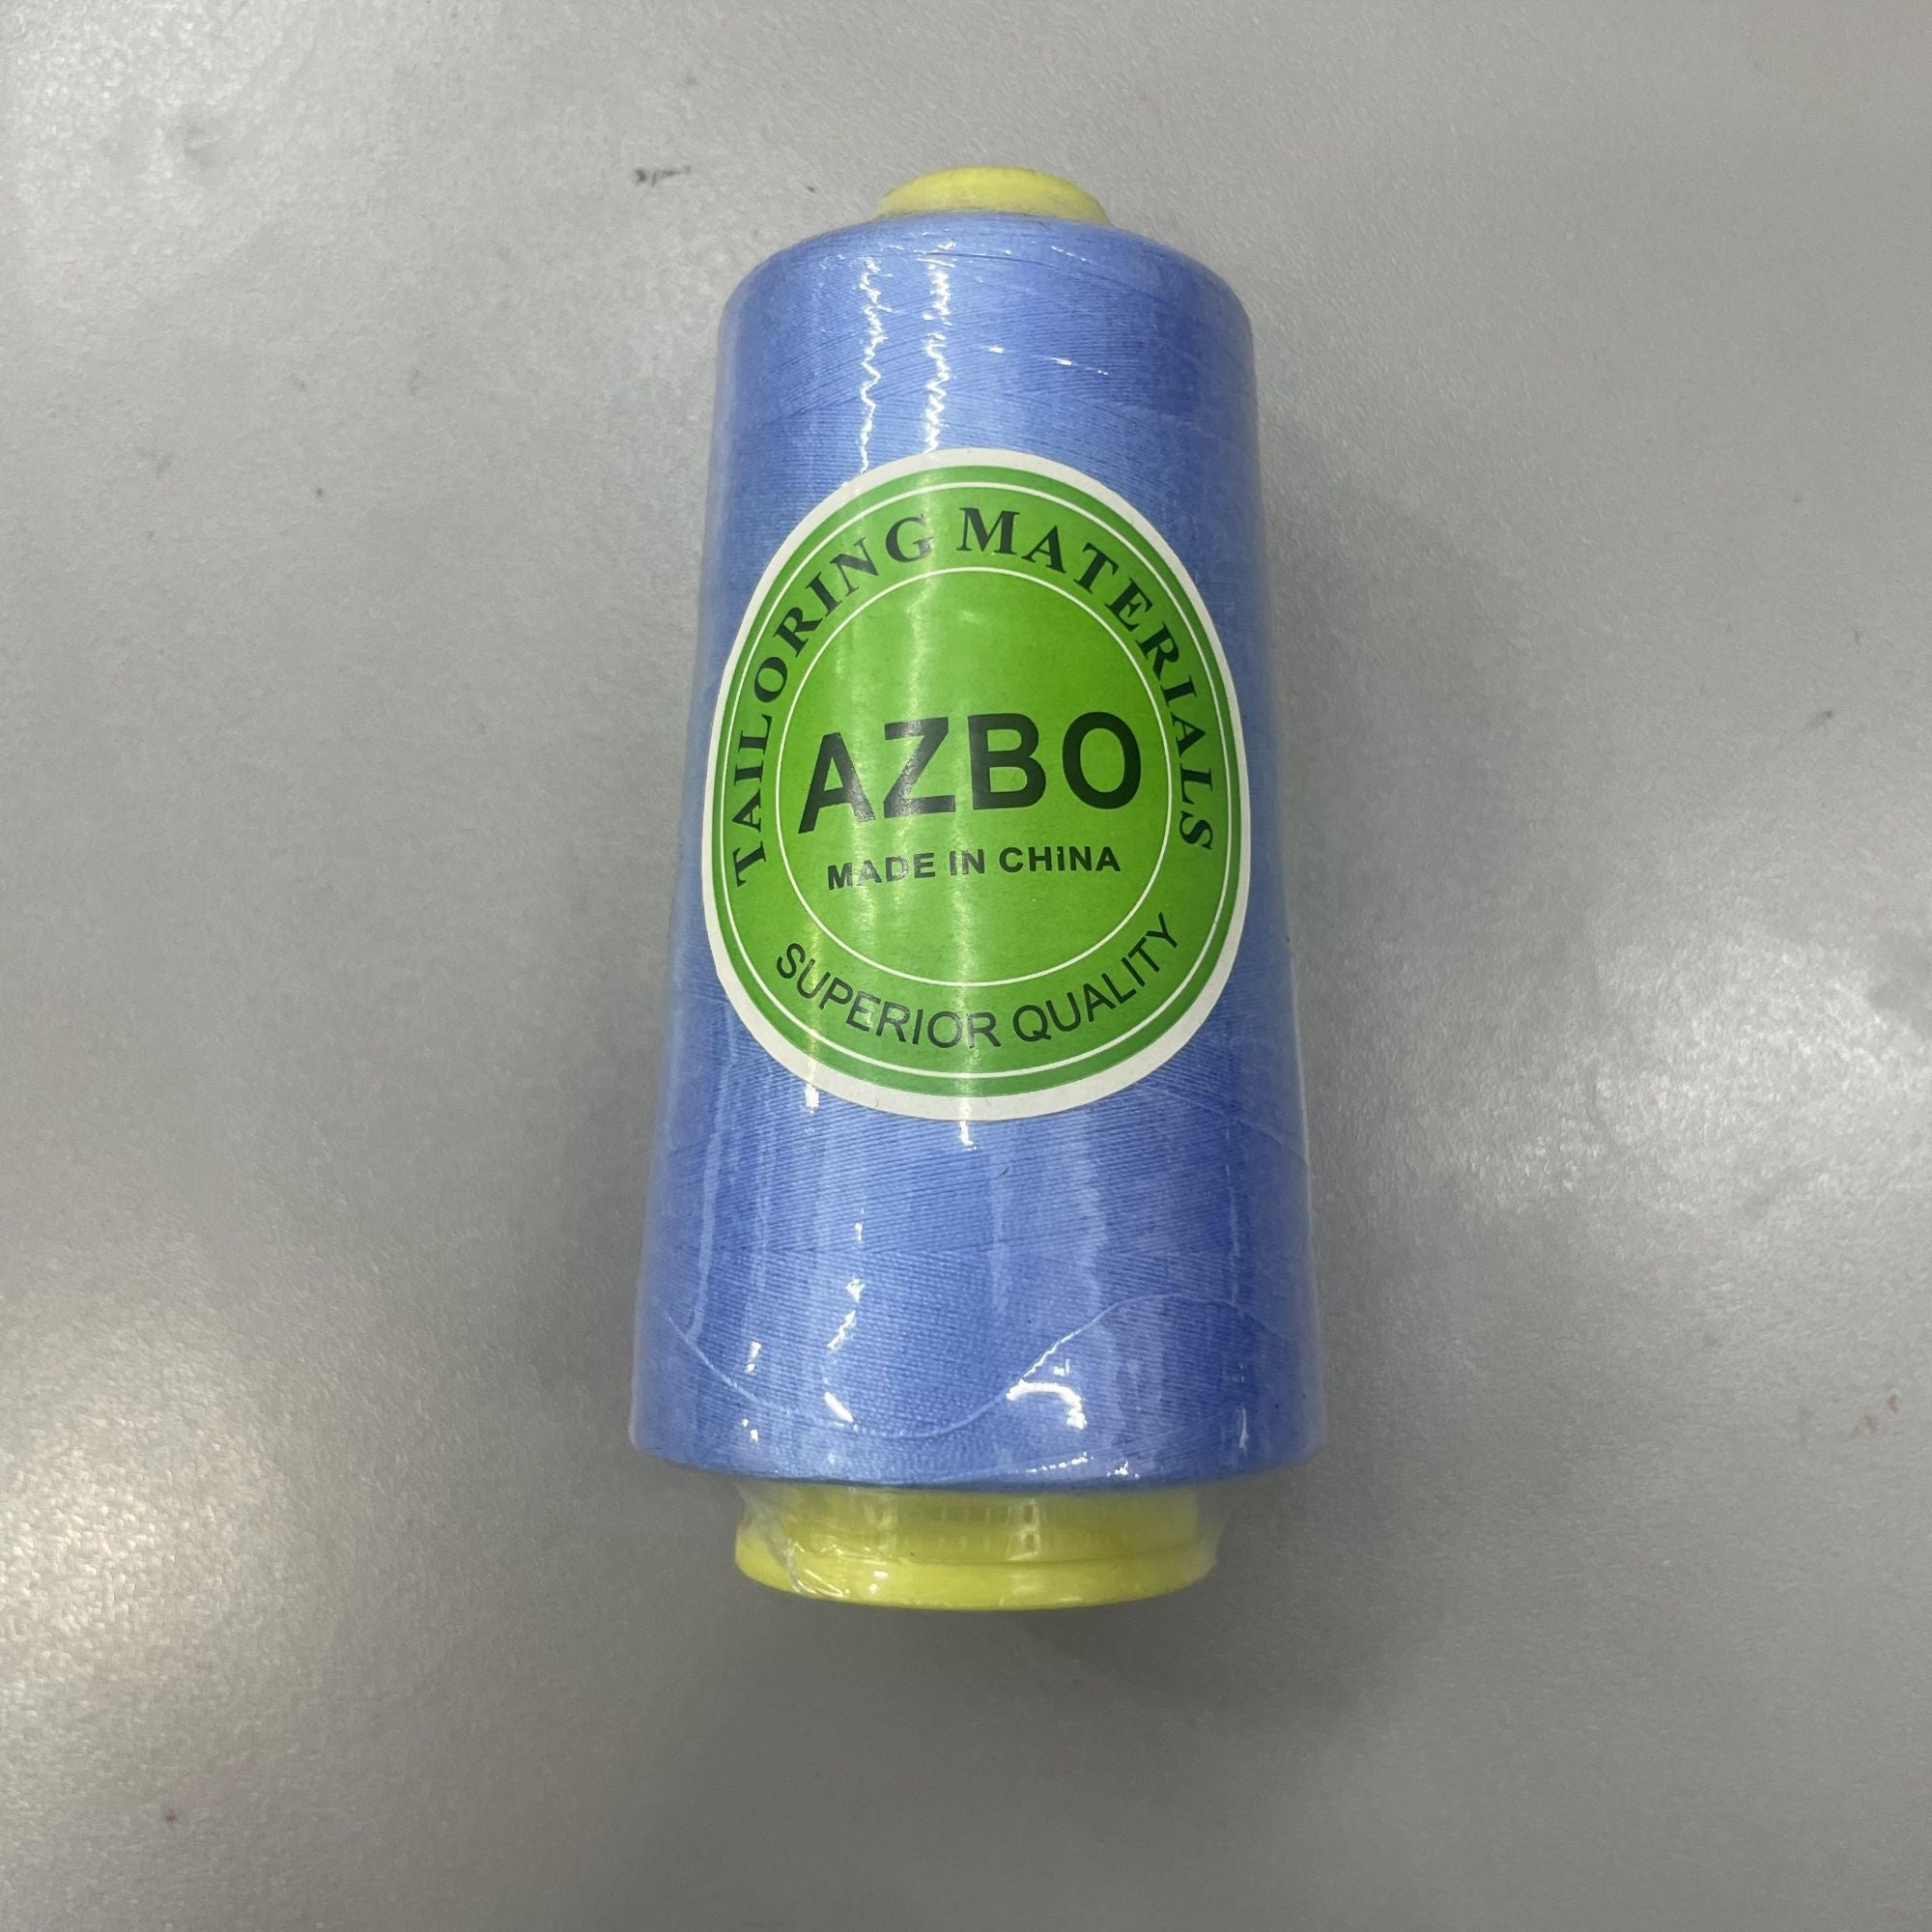 TAILORING MATERIALS
AZBO
MADE IN CHiNA
SUPERIOR QUALITY